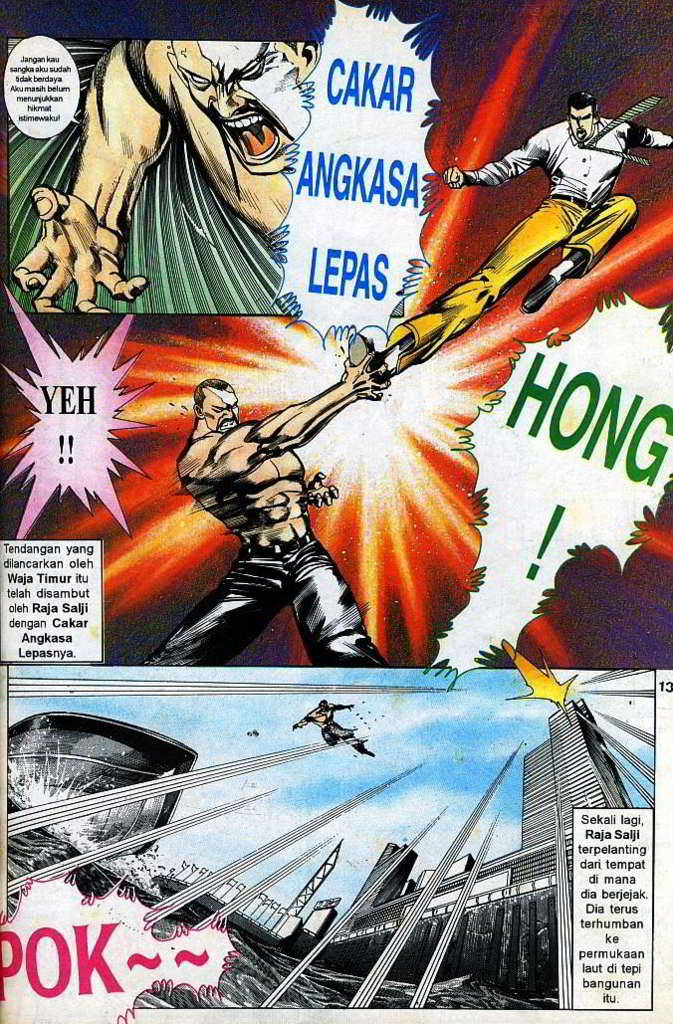 Jangan kau
sangka aku sudah
tidak berdaya.
Aku masih belum
menunjukkan
hikmat
istimewaku!
CAKAR
ANGKASA
LEPAS
YEH
!!
HONG
!
Tendangan yang
dilancarkan oleh
Waja Timur itu
telah disambut
oleh Raja Salji
dengan Cakar
Angkasa
Lepasnya.
13
Sekali lagi,
Raja Salji
terpelanting
dari tempat
di mana
dia berjejak.
Dia terus
terhumban
ke
permukaan
laut di tepi
bangunan
itu.
POK~~